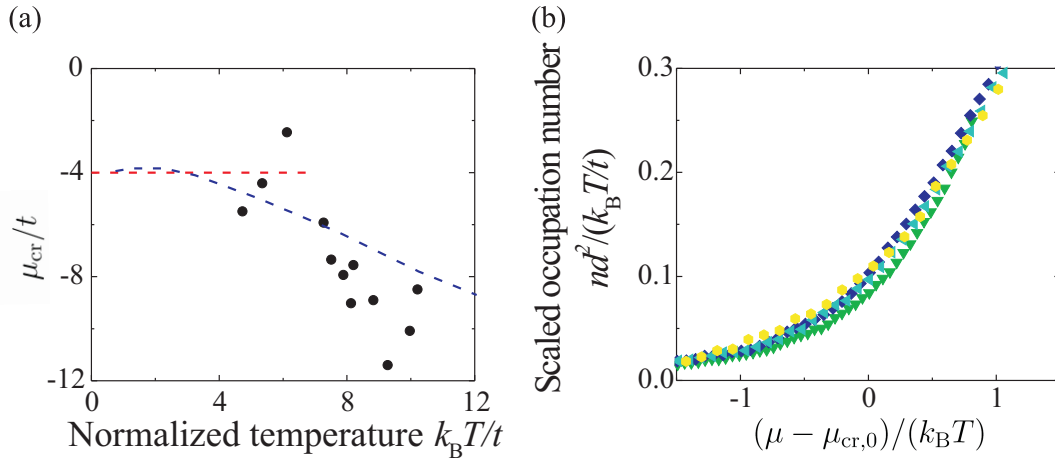 (a)
0
-4
-8
-12
μcr/t
0
4
8
12
Normalized temperature kBT/t
(b)
Scaled occupation number
nd²/(kBT/t)
0.3
0.2
0.1
0.0
-1
0
1
(μ − μcr,0)/(kBT)